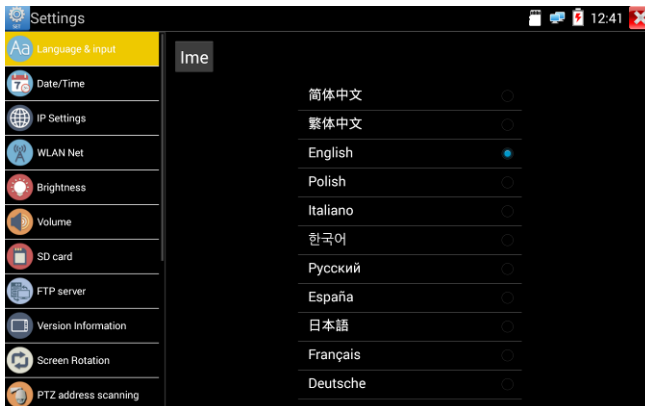 Settings
12:41
Language & input
Date/Time
IP Settings
WLAN Net
Brightness
Volume
SD card
FTP server
Version Information
Screen Rotation
PTZ address scanning
Ime
简体中文
繁体中文
English
Polish
Italiano
한국어
Русский
España
日本語
Français
Deutsche